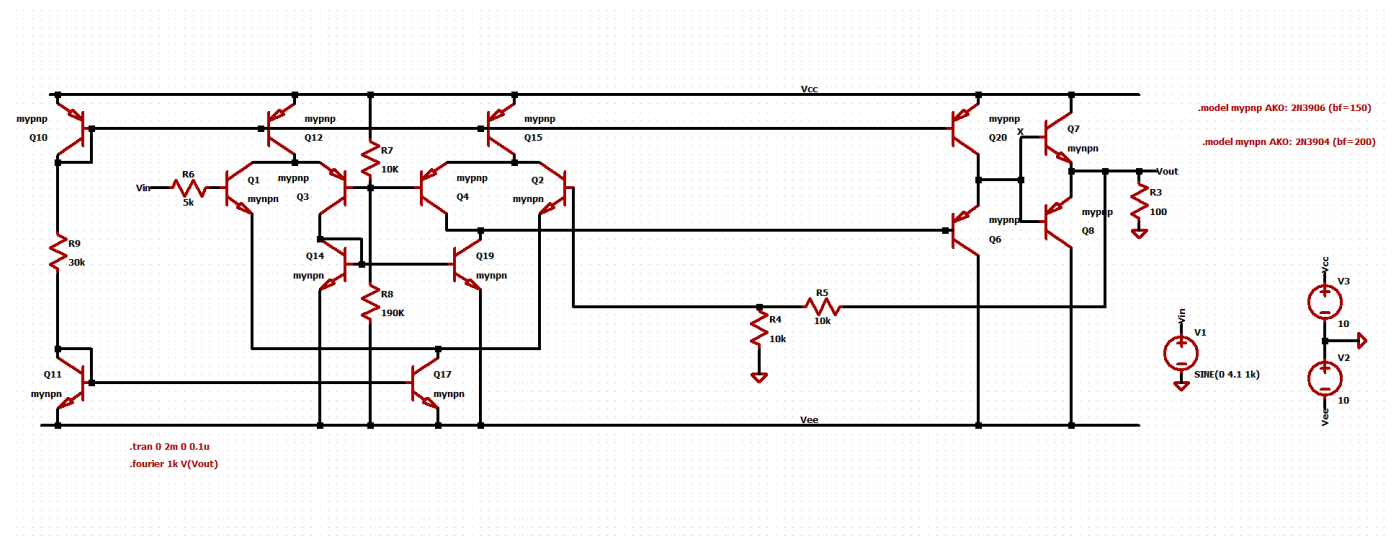 Vcc
mypnp
Q10
mypnp
Q12
mypnp
Q15
mypnp
Q20
X
Q7
mynpn
.model mypnp AKO: 2N3906 (bf=150)
.model mynpn AKO: 2N3904 (bf=200)
R7
10K
Vin
R6
5k
Q1
mynpn
mypnp
Q3
mypnp
Q4
Q2
mynpn
Vout
R3
100
mypnp
Q6
mypnp
Q8
R9
30k
Q14
mynpn
Q19
mynpn
R8
190K
R5
10k
R4
10k
Vin
V1
SINE(0 4.1 1k)
Vcc
V3
10
V2
10
Vee
Q11
mynpn
Q17
mynpn
Vee
.tran 0 2m 0 0.1u
.fourier 1k V(Vout)